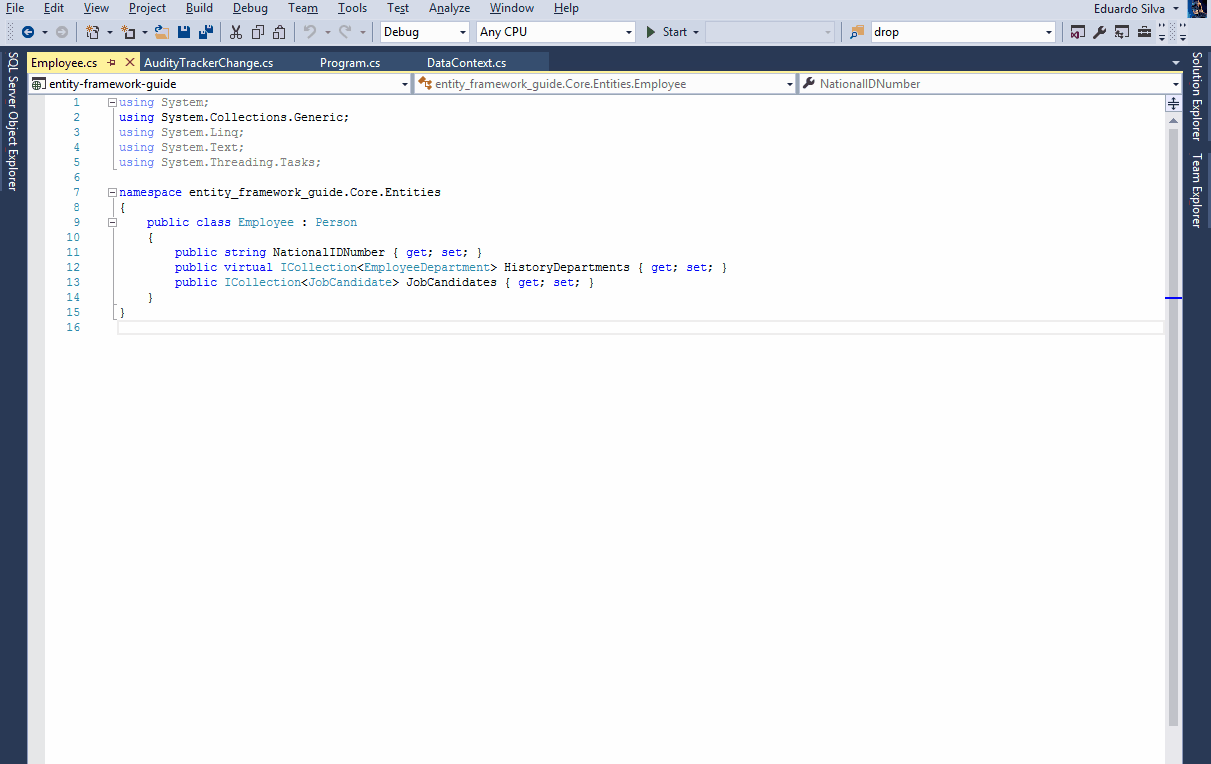 File Edit View Project Build Debug Team Tools Test Analyze Window Help Eduardo Silva
Debug Any CPU Start drop
Employee.cs AudityTrackerChange.cs Program.cs DataContext.cs
entity-framework-guide entity_framework_guide.Core.Entities.Employee NationalIDNumber
SQL Server Object Explorer
1 using System;
2 using System.Collections.Generic;
3 using System.Linq;
4 using System.Text;
5 using System.Threading.Tasks;
6
7 namespace entity_framework_guide.Core.Entities
8 {
9 public class Employee : Person
10 {
11 public string NationalIDNumber { get; set; }
12 public virtual ICollection<EmployeeDepartment> HistoryDepartments { get; set; }
13 public ICollection<JobCandidate> JobCandidates { get; set; }
14 }
15 }
16
Solution Explorer
Team Explorer